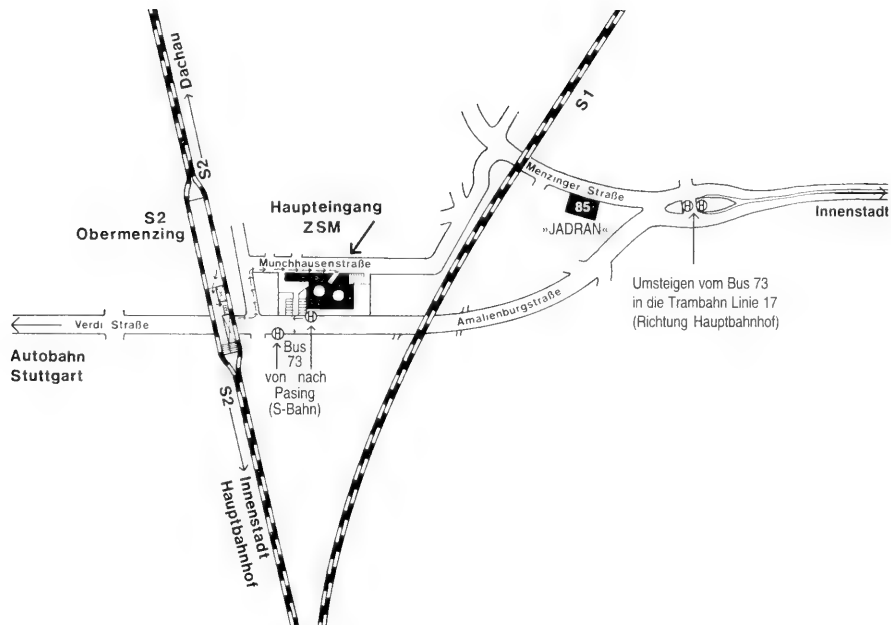 Dachau
S2
S1
S2
Obermenzing
Haupteingang
ZSM
Munchhausenstraße
Menzinger Straße
85
»JADRAN«
H H
Innenstadt
Umsteigen vom Bus 73
in die Trambahn Linie 17
(Richtung Hauptbahnhof)
Amalienburgstraße
Verdi Straße
Autobahn
Stuttgart
H
H
Bus
73
von nach
Pasing
(S-Bahn)
S2
Innenstadt
Hauptbahnhof